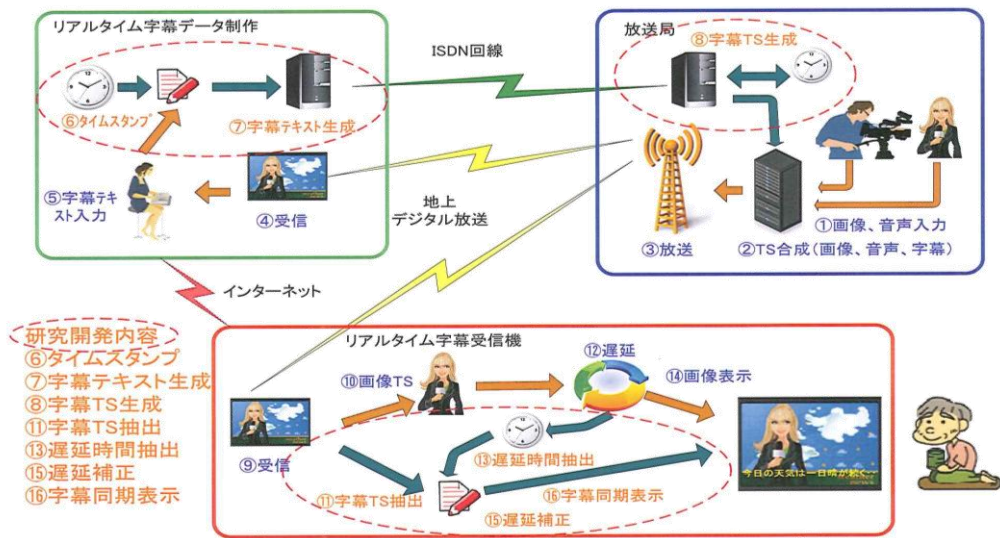 リアルタイム字幕データ制作
⑥タイムスタンプ
⑦字幕テキスト生成
⑤字幕テキ
スト入力
④受信
ISDN回線
地上
デジタル放送
インターネット
放送局
⑧字幕TS生成
①画像、音声入力
②TS合成(画像、音声、字幕)
③放送
研究開発内容
⑥タイムスタンプ
⑦字幕テキスト生成
⑧字幕TS生成
⑪字幕TS抽出
⑬遅延時間抽出
⑮遅延補正
⑯字幕同期表示
リアルタイム字幕受信機
⑨受信
⑩画像TS
⑫遅延
⑭画像表示
⑬遅延時間抽出
⑪字幕TS抽出
⑯字幕同期表示
⑮遅延補正
今日の天気は一日晴が続く~~